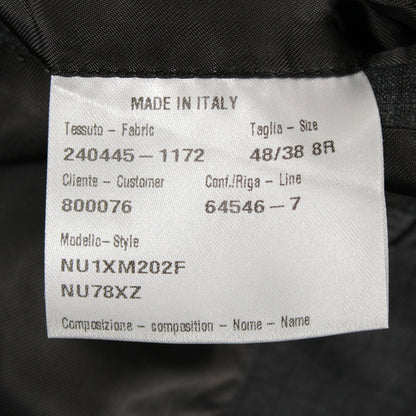 MADE IN ITALY
Tessuto - Fabric Taglia - Size
240445-1172 48/38 8R
Cliente - Customer Conf./Riga - Line
800076 64546-7
Modello-Style
NU1XM202F
NU78XZ
Composizione - composition - Nome - Name